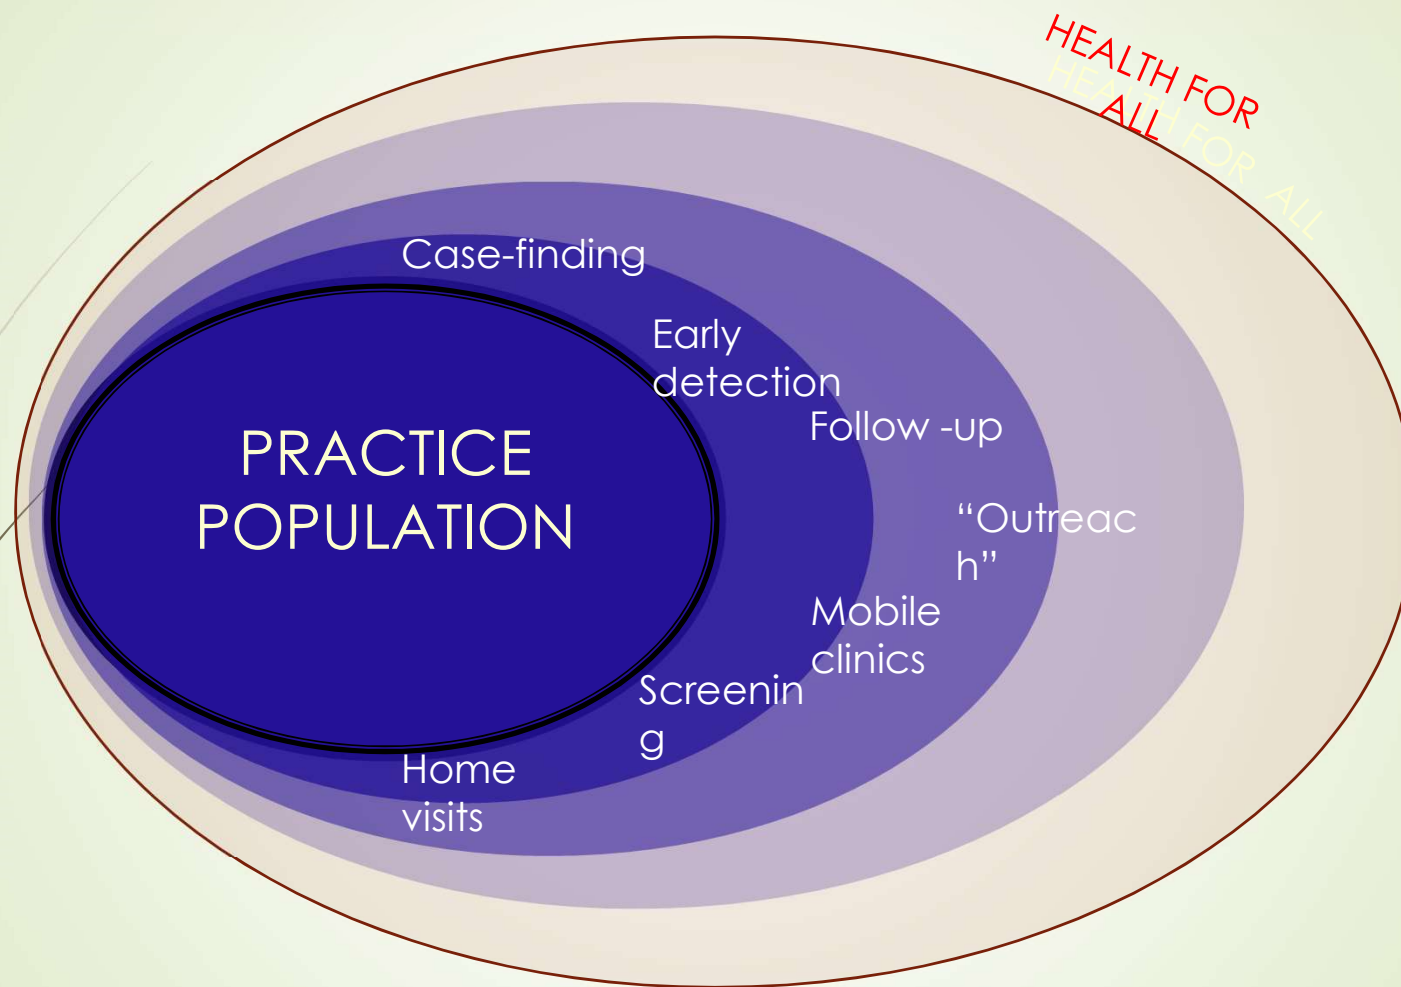 HEALTH FOR
ALL
HEALTH FOR ALL
Case-finding
Early
detection
Follow -up
PRACTICE
POPULATION
“Outreac
h”
Mobile
clinics
Screenin
g
Home
visits